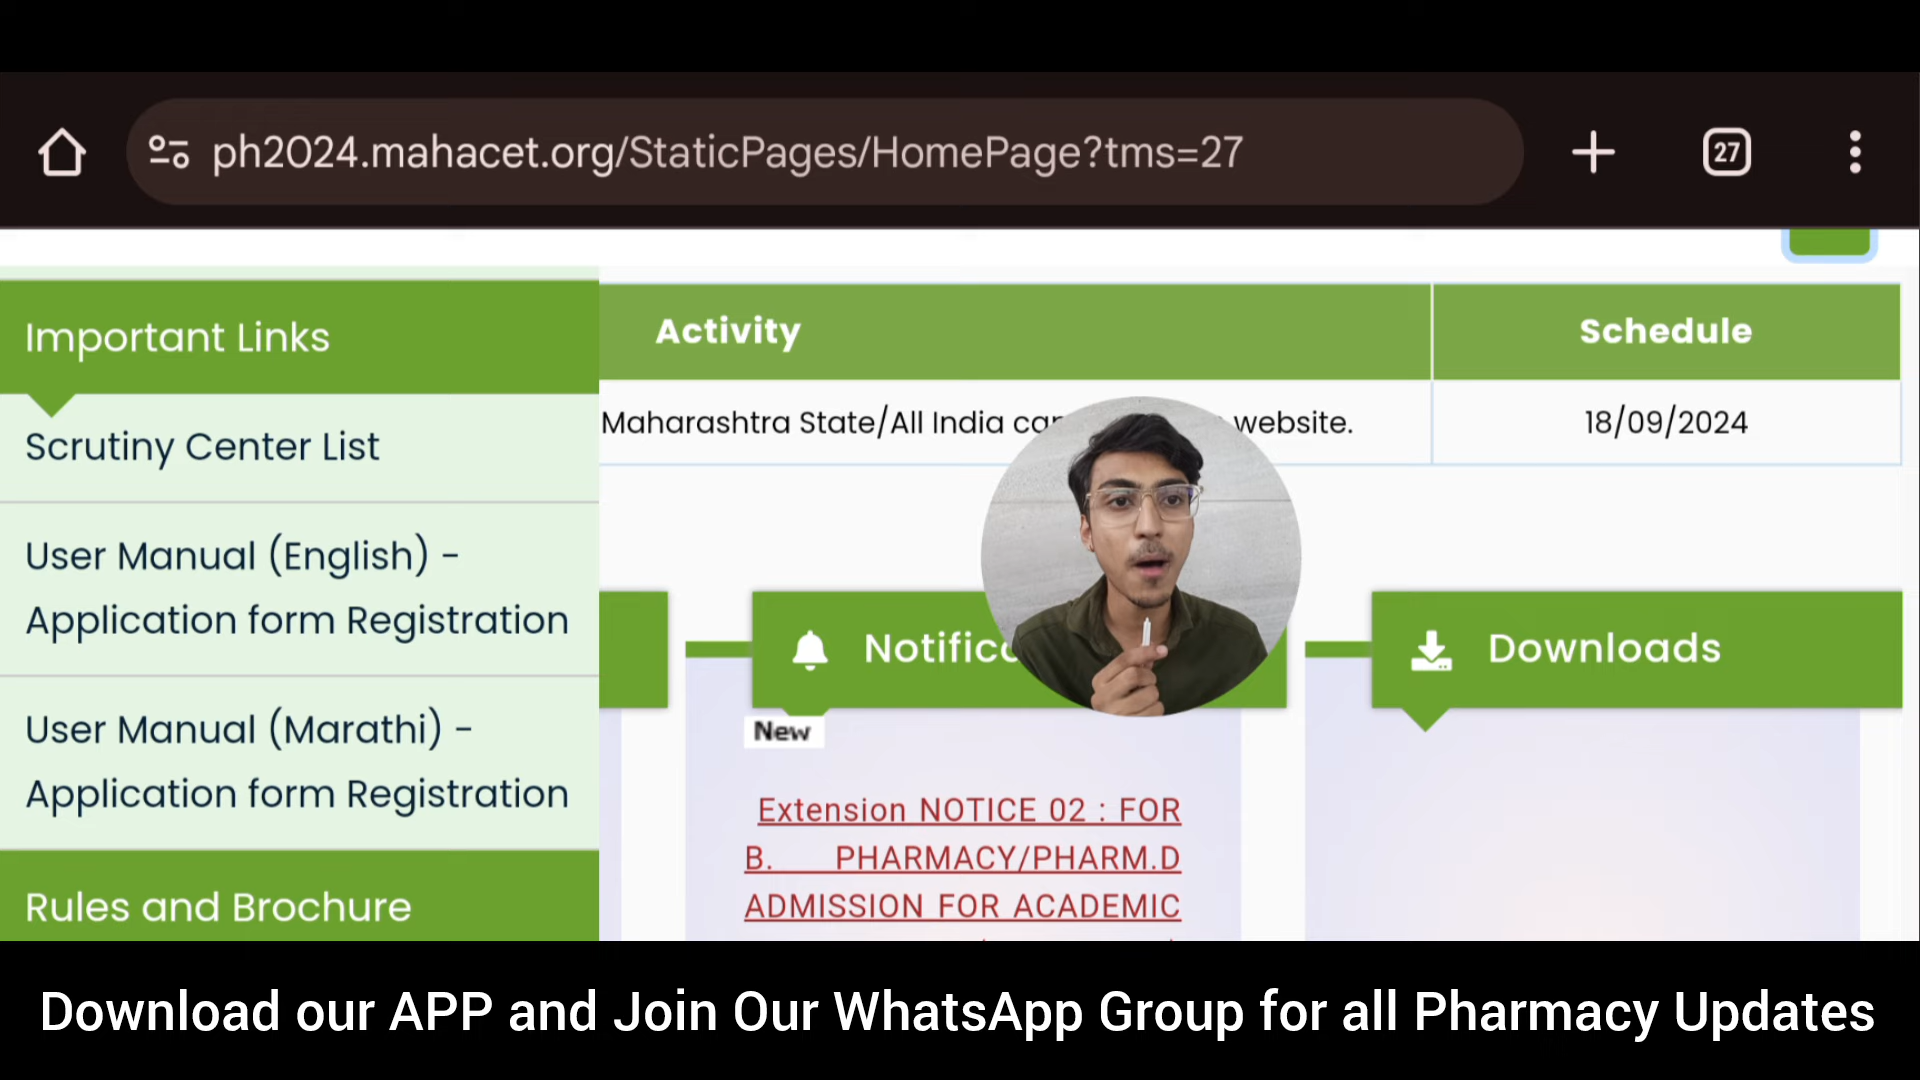 ph2024.mahacet.org/StaticPages/HomePage?tms=27
27
Important Links
Scrutiny Center List
User Manual (English) -
Application form Registration
User Manual (Marathi) -
Application form Registration
Rules and Brochure
Activity
Schedule
Maharashtra State/All India
website.
18/09/2024
Downloads
New
Extension NOTICE 02 : FOR
B. PHARMACY/PHARM.D
ADMISSION FOR ACADEMIC
Download our APP and Join Our WhatsApp Group for all Pharmacy Updates